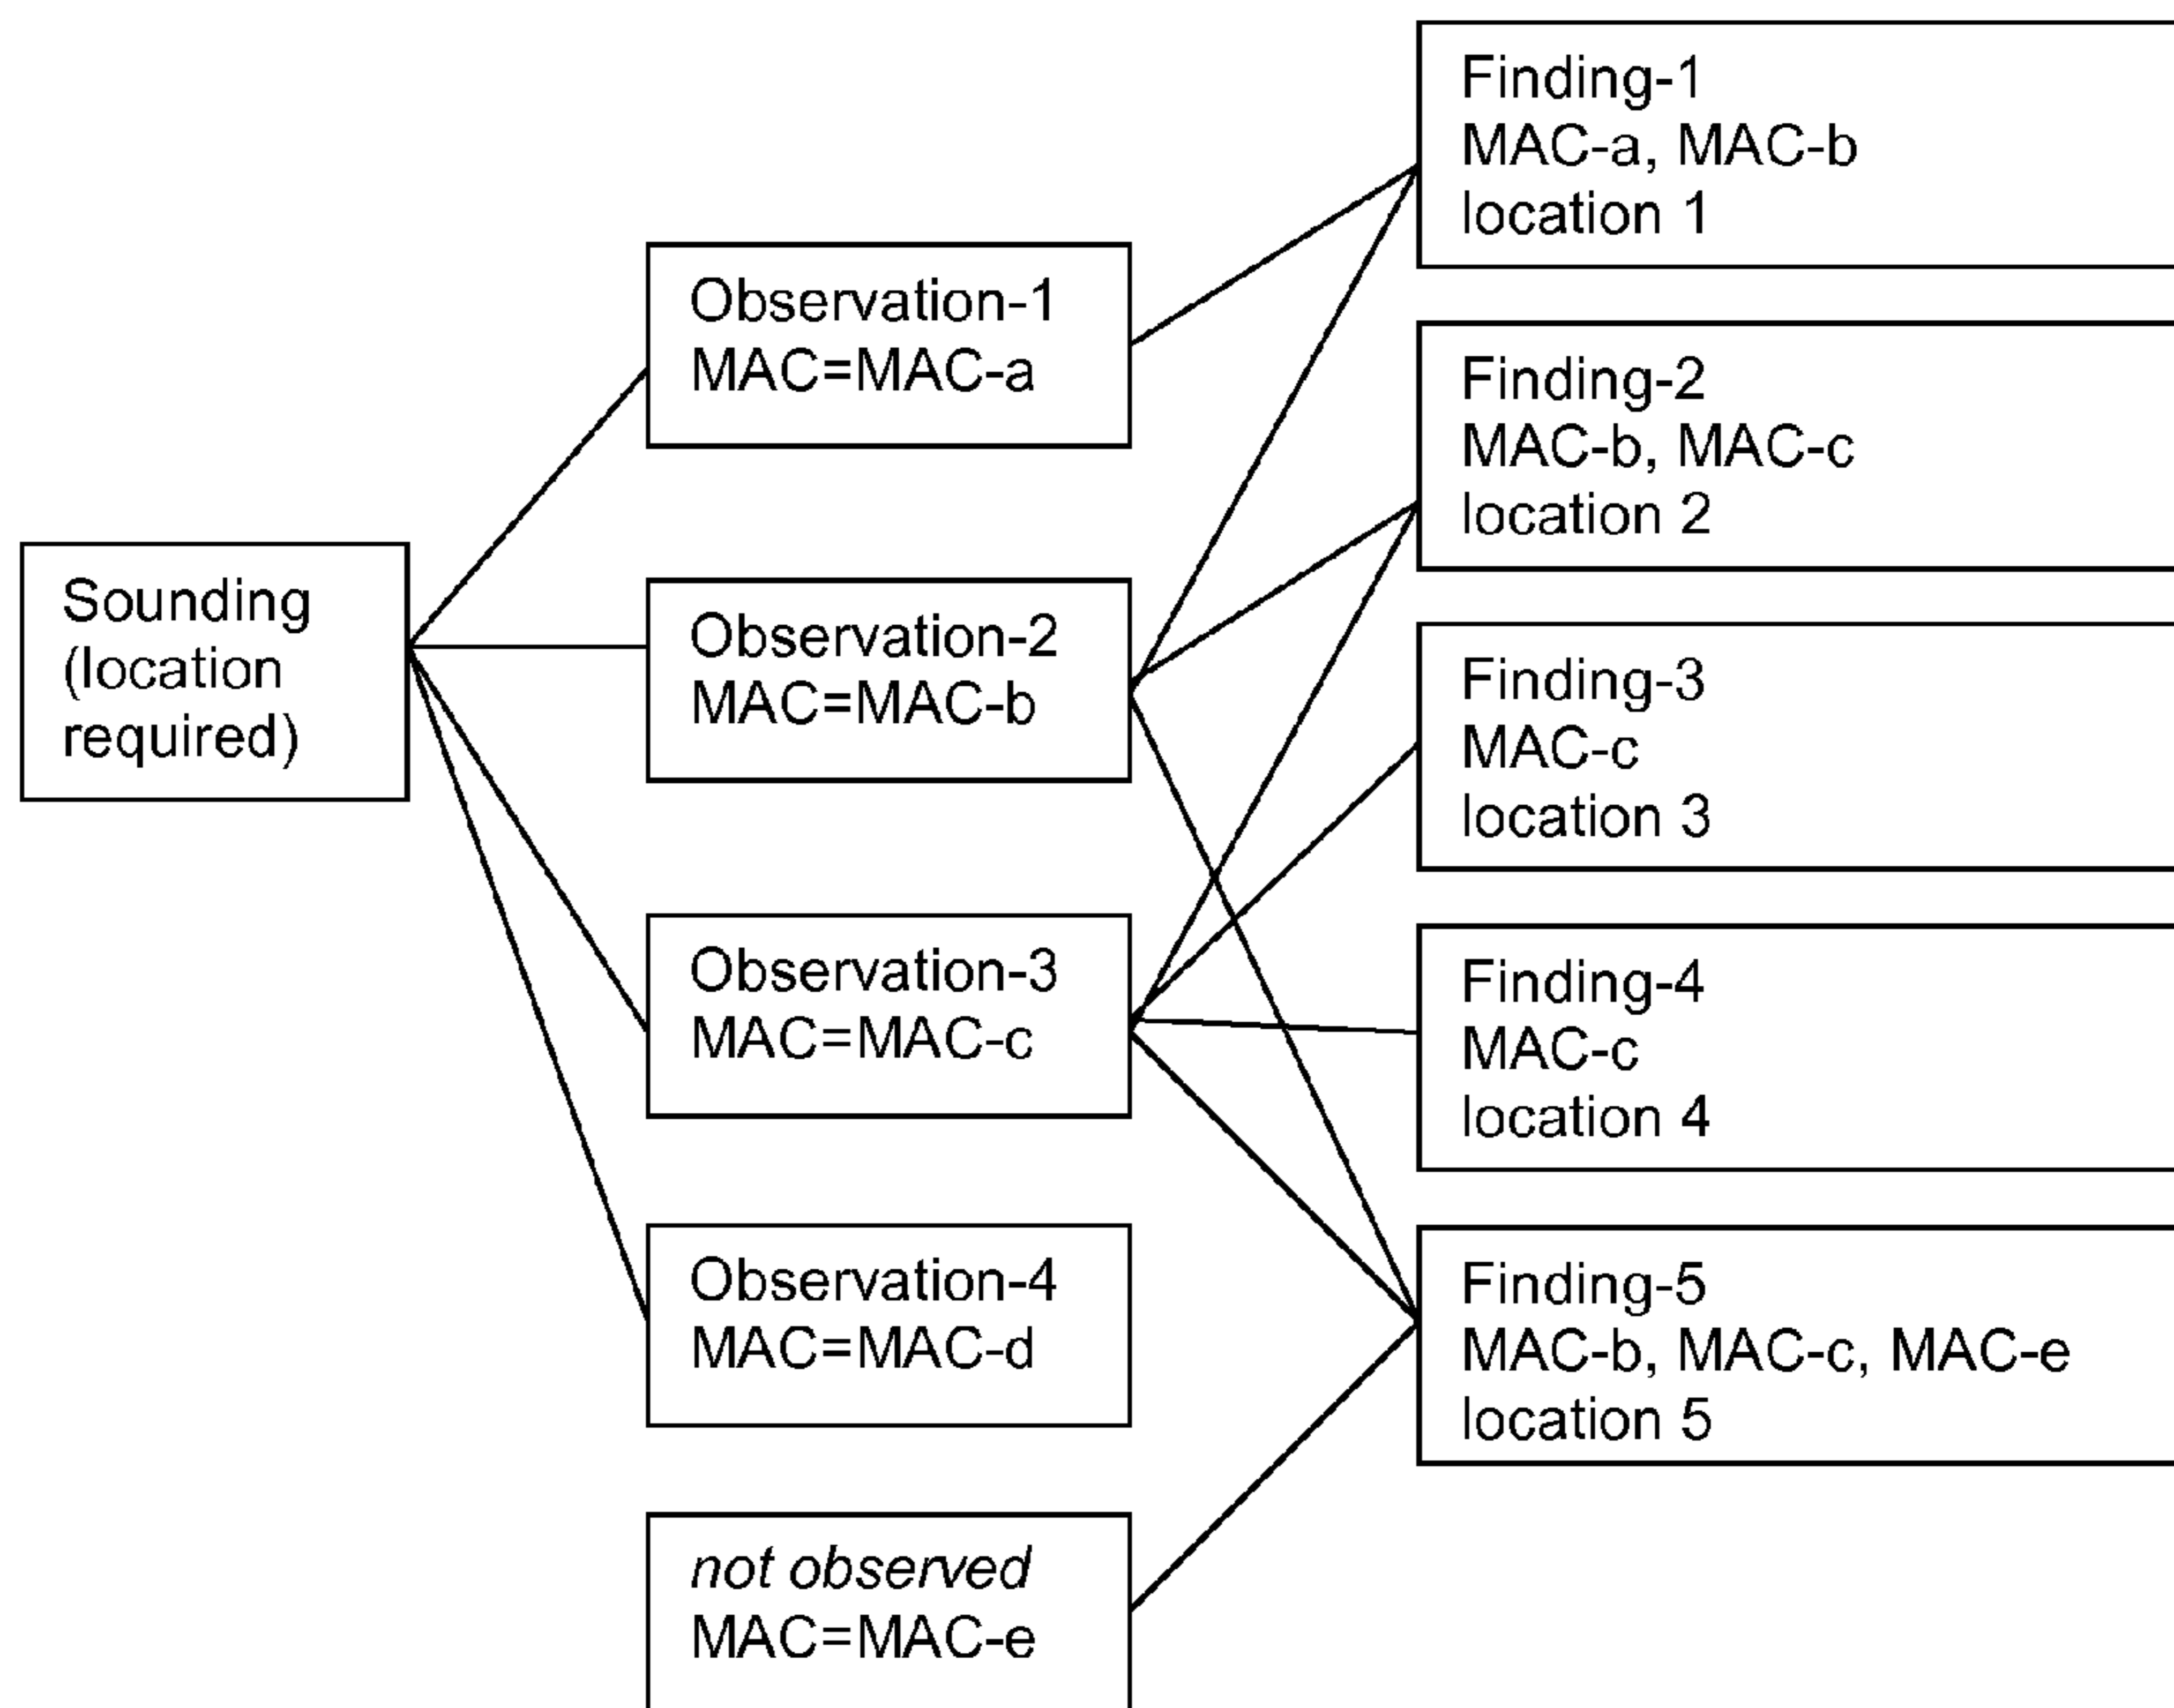 Sounding
(location
required)
Observation-1
MAC=MAC-a
Observation-2
MAC=MAC-b
Observation-3
MAC=MAC-c
Observation-4
MAC=MAC-d
not observed
MAC=MAC-e
Finding-1
MAC-a, MAC-b
location 1
Finding-2
MAC-b, MAC-c
location 2
Finding-3
MAC-c
location 3
Finding-4
MAC-c
location 4
Finding-5
MAC-b, MAC-c, MAC-e
location 5